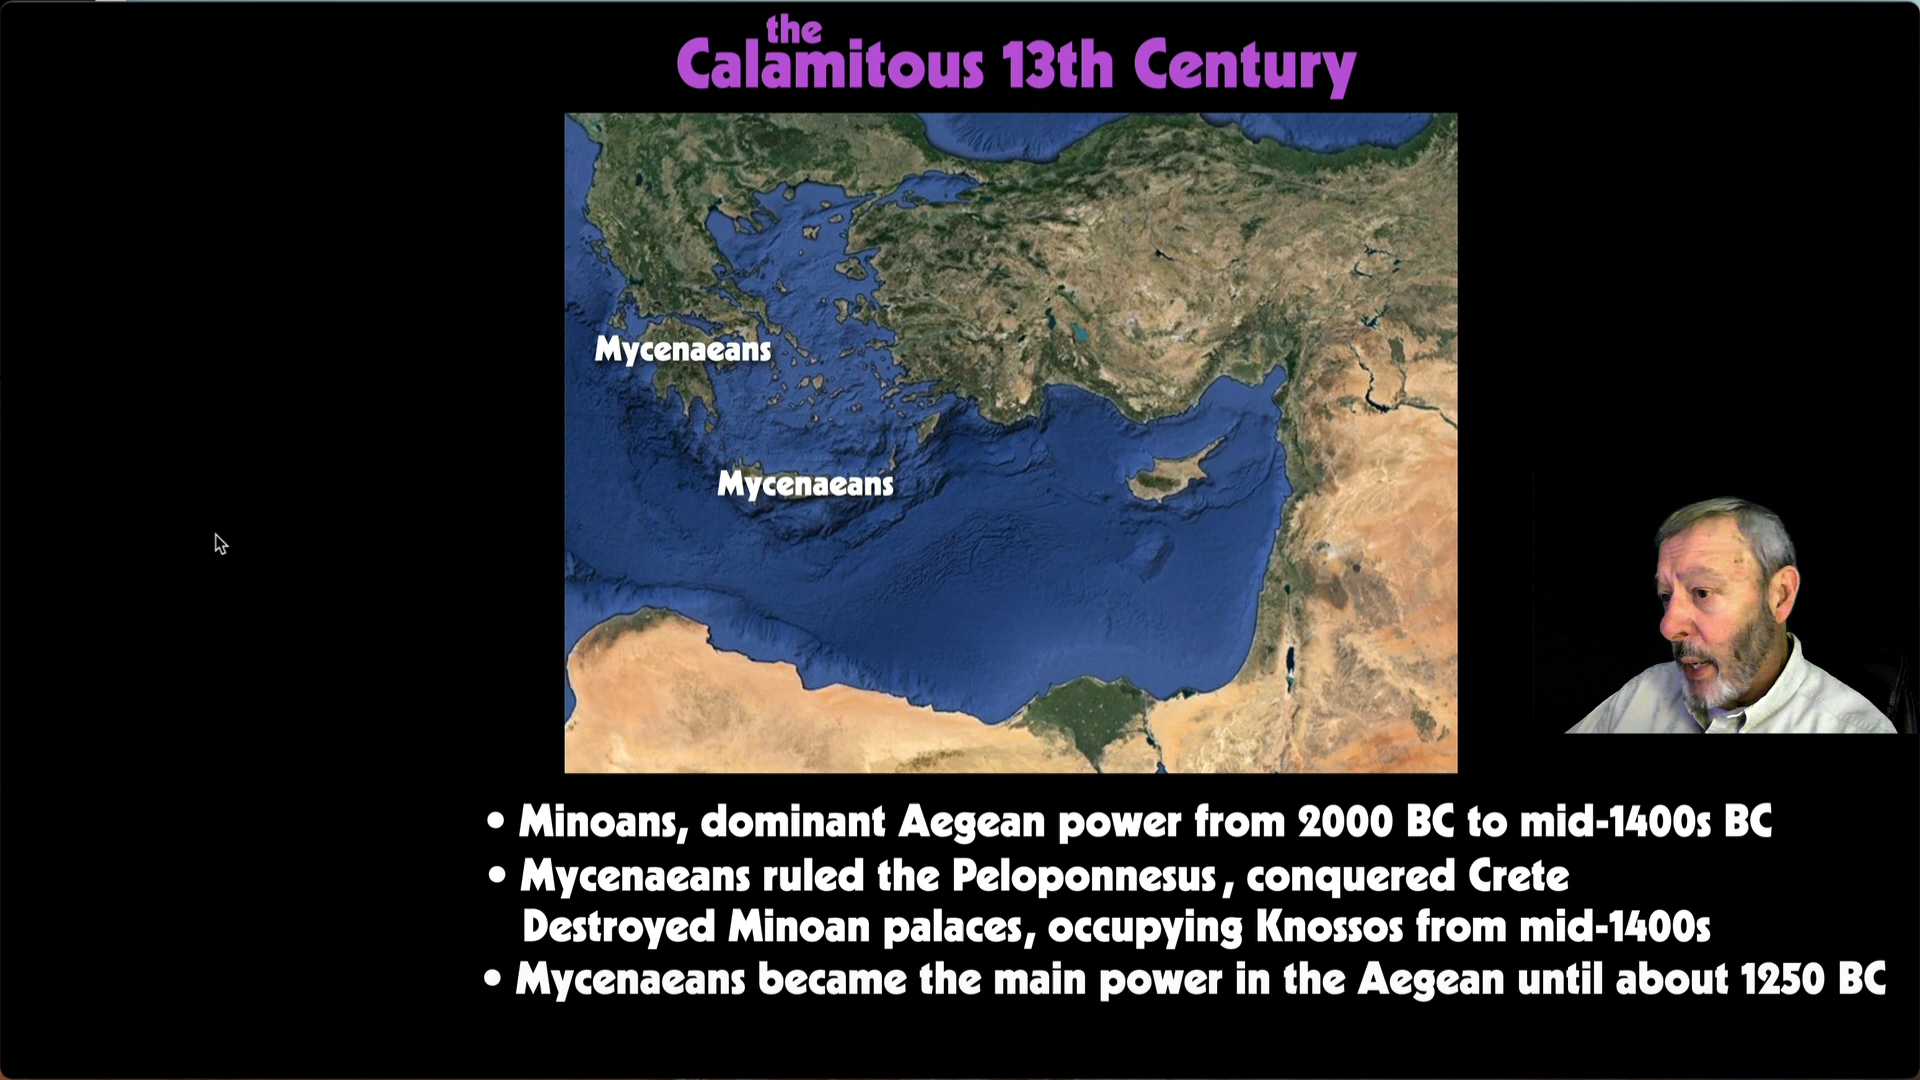 the
Calamitous 13th Century
Mycenaeans
Mycenaeans
• Minoans, dominant Aegean power from 2000 BC to mid-1400s BC
• Mycenaeans ruled the Peloponnesus, conquered Crete
Destroyed Minoan palaces, occupying Knossos from mid-1400s
• Mycenaeans became the main power in the Aegean until about 1250 BC